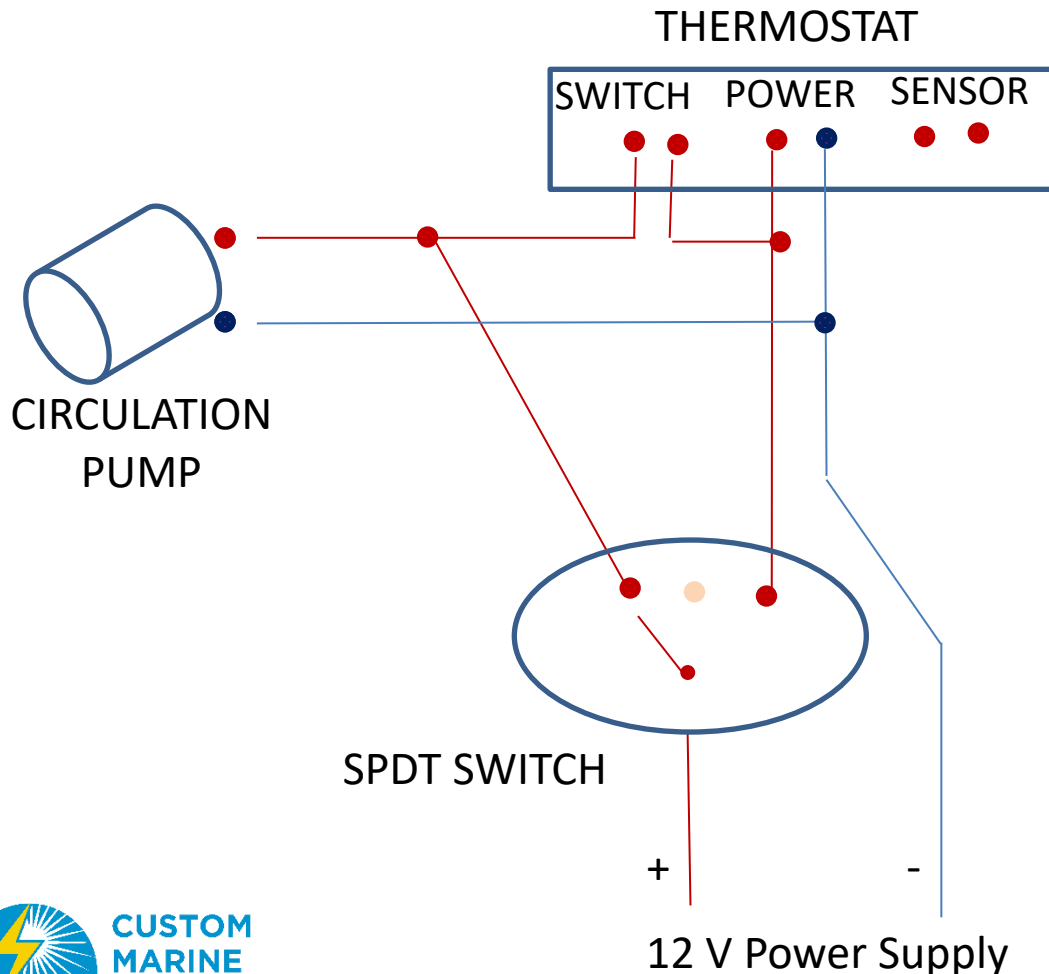 THERMOSTAT
SWITCH POWER SENSOR
CIRCULATION
PUMP
SPDT SWITCH
+ -
12 V Power Supply
CUSTOM
MARINE